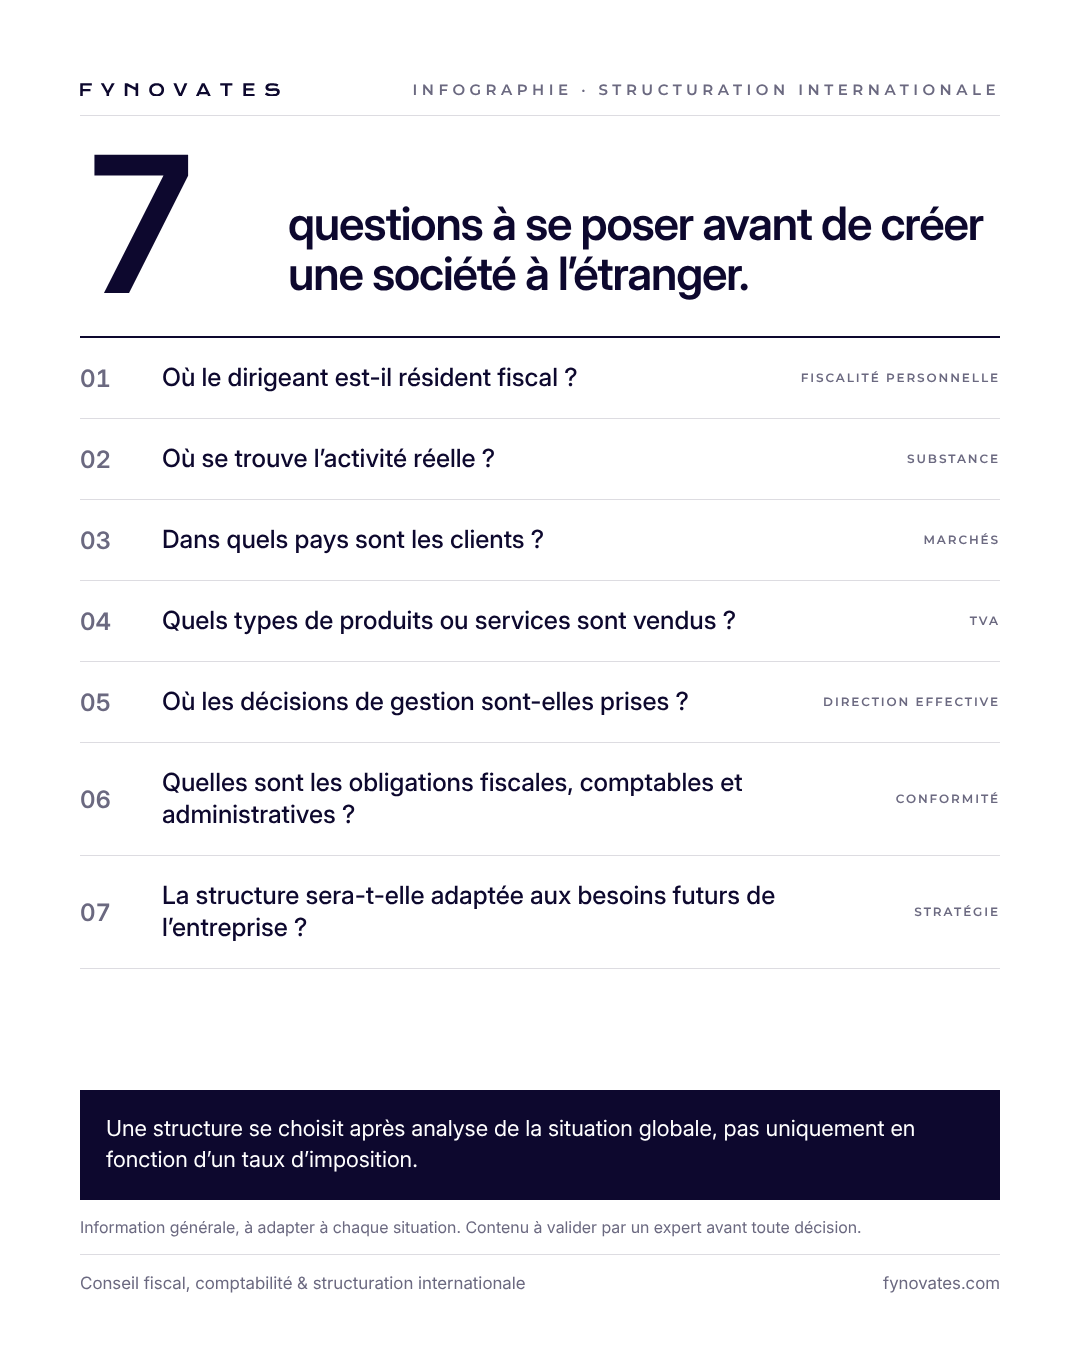 FYNOVATES
INFOGRAPHIE · STRUCTURATION INTERNATIONALE
7
questions à se poser avant de créer
une société à l’étranger.
01 Où le dirigeant est-il résident fiscal ? FISCALITÉ PERSONNELLE
02 Où se trouve l’activité réelle ? SUBSTANCE
03 Dans quels pays sont les clients ? MARCHÉS
04 Quels types de produits ou services sont vendus ? TVA
05 Où les décisions de gestion sont-elles prises ? DIRECTION EFFECTIVE
06 Quelles sont les obligations fiscales, comptables et
administratives ? CONFORMITÉ
07 La structure sera-t-elle adaptée aux besoins futurs de
l’entreprise ? STRATÉGIE
Une structure se choisit après analyse de la situation globale, pas uniquement en
fonction d’un taux d’imposition.
Information générale, à adapter à chaque situation. Contenu à valider par un expert avant toute décision.
Conseil fiscal, comptabilité & structuration internationale
fynovates.com